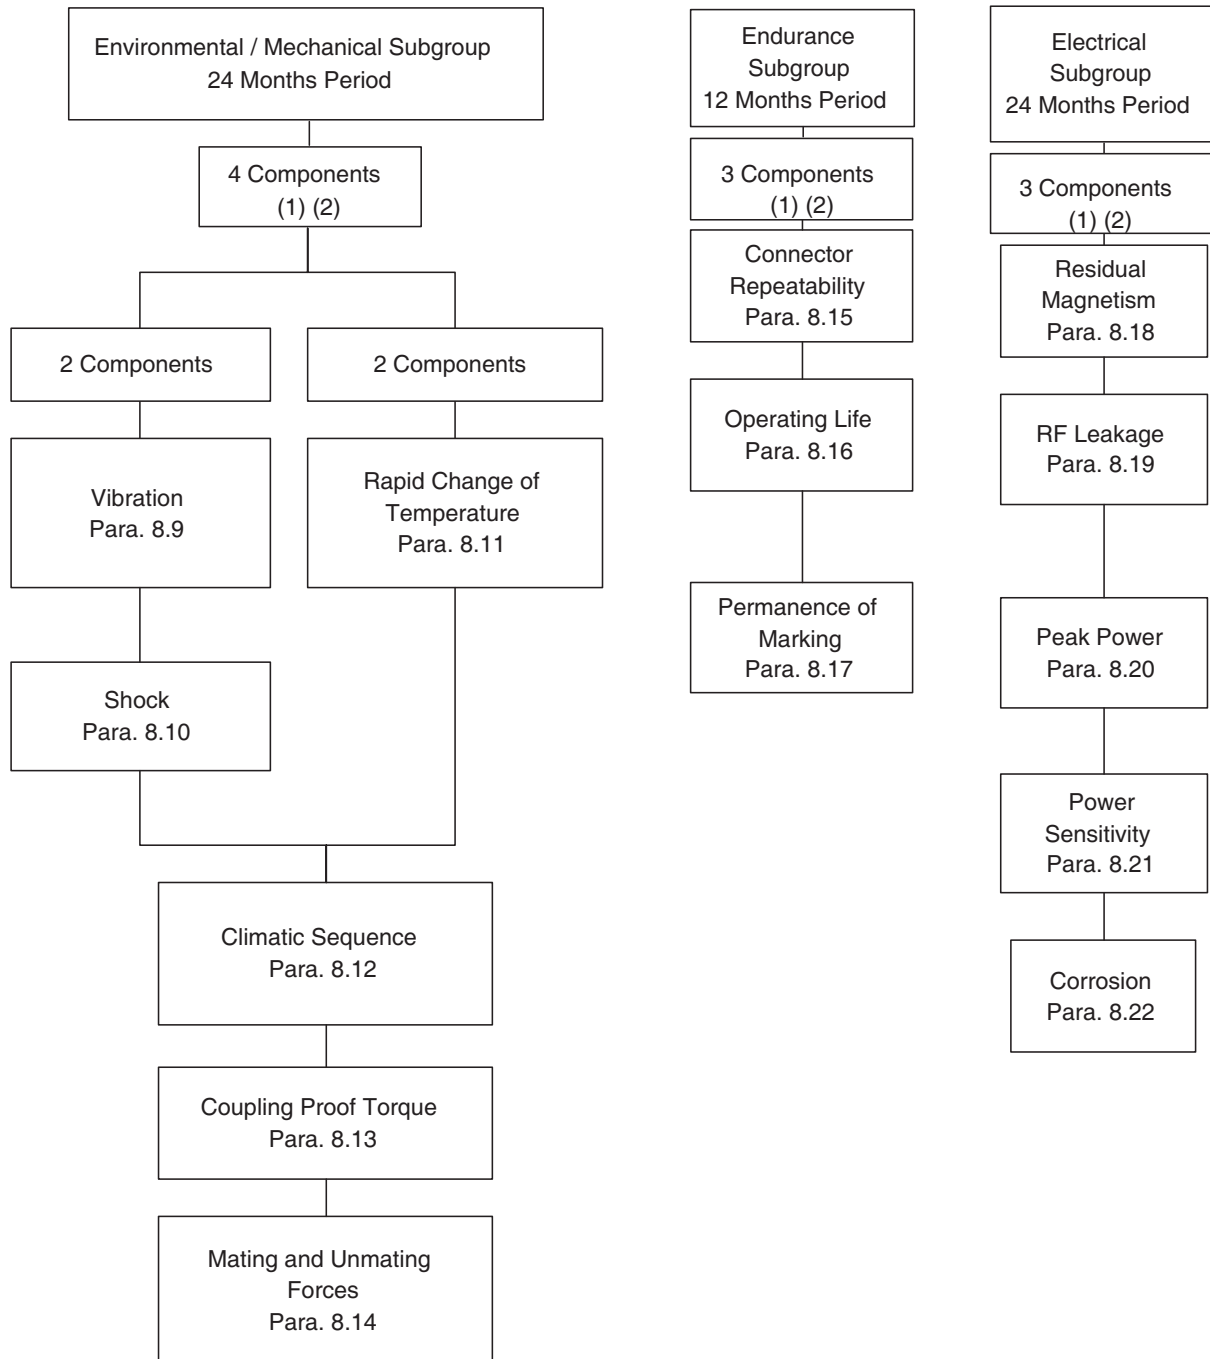 Environmental / Mechanical Subgroup
24 Months Period
4 Components
(1) (2)
2 Components
2 Components
Vibration
Para. 8.9
Rapid Change of
Temperature
Para. 8.11
Shock
Para. 8.10
Climatic Sequence
Para. 8.12
Coupling Proof Torque
Para. 8.13
Mating and Unmating
Forces
Para. 8.14
Endurance
Subgroup
12 Months Period
3 Components
(1) (2)
Connector
Repeatability
Para. 8.15
Operating Life
Para. 8.16
Permanence of
Marking
Para. 8.17
Electrical
Subgroup
24 Months Period
3 Components
(1) (2)
Residual
Magnetism
Para. 8.18
RF Leakage
Para. 8.19
Peak Power
Para. 8.20
Power
Sensitivity
Para. 8.21
Corrosion
Para. 8.22